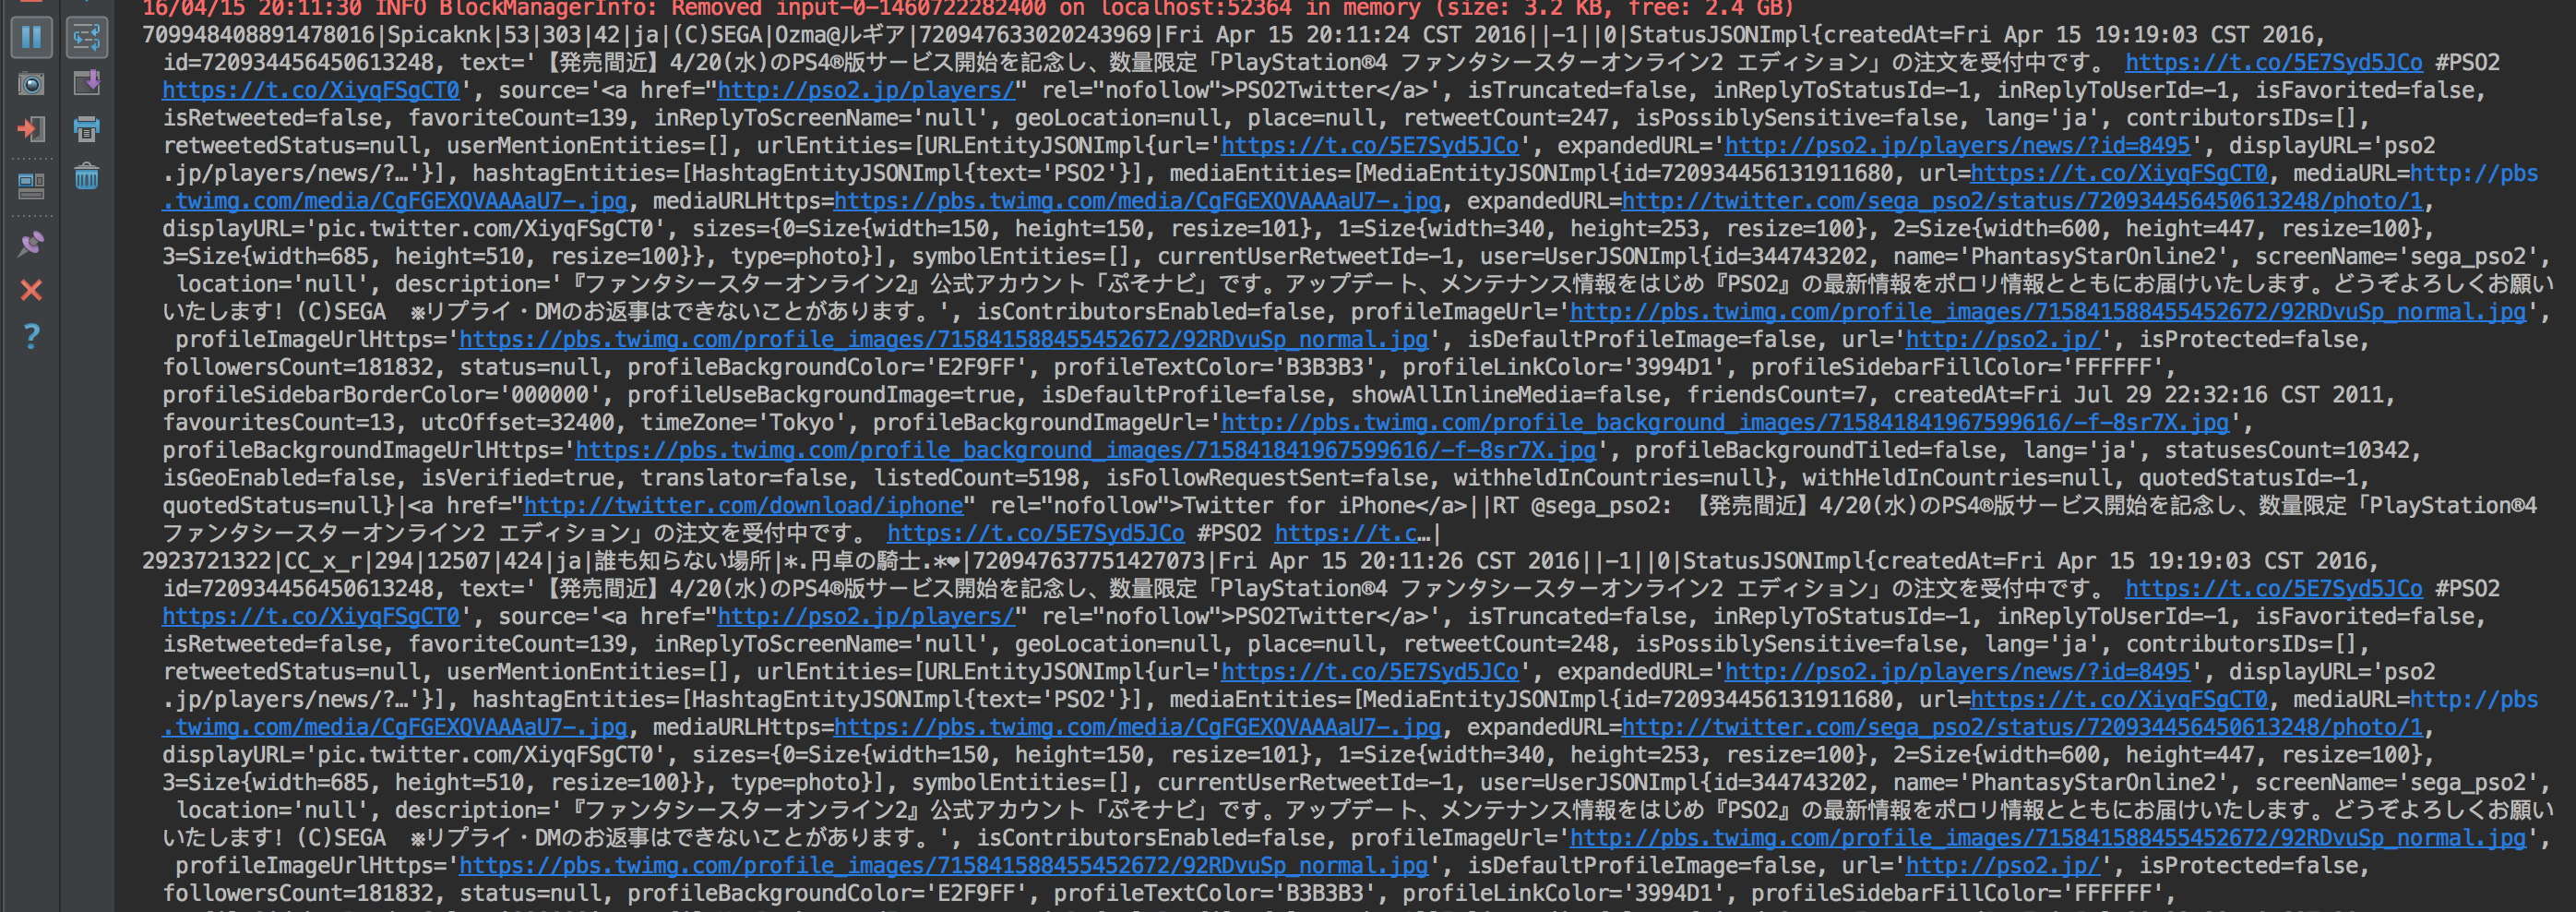 16/04/15 20:11:30 INFO BlockManagerInfo: Removed input-0-1460722282400 on localhost:52364 in memory (size: 3.2 KB, free: 2.4 GB)
709948408891478016|Spicaknk|53|303|42|ja|(C)SEGA|Ozma@ルギア|720947633020243969|Fri Apr 15 20:11:24 CST 2016||-1||0|StatusJSONImpl{createdAt=Fri Apr 15 19:19:03 CST 2016,
id=720934456450613248, text='【発売間近】4/20(水)のPS4®版サービス開始を記念し、数量限定「PlayStation®4 ファンタシースターオンライン2 エディション」の注文を受付中です。 https://t.co/5E7Syd5JCo #PSO2
https://t.co/XiyqFSgCT0', source='<a href="http://pso2.jp/players/" rel="nofollow">PSO2Twitter</a>', isTruncated=false, inReplyToStatusId=-1, inReplyToUserId=-1, isFavorited=false,
isRetweeted=false, favoriteCount=139, inReplyToScreenName='null', geoLocation=null, place=null, retweetCount=247, isPossiblySensitive=false, lang='ja', contributorsIDs=[],
retweetedStatus=null, userMentionEntities=[], urlEntities=[URLEntityJSONImpl{url='https://t.co/5E7Syd5JCo', expandedURL='http://pso2.jp/players/news/?id=8495', displayURL='pso2
.jp/players/news/?…'}], hashtagEntities=[HashtagEntityJSONImpl{text='PSO2'}], mediaEntities=[MediaEntityJSONImpl{id=720934456131911680, url=https://t.co/XiyqFSgCT0, mediaURL=http://pbs
.twimg.com/media/CgFGEXQVAAAaU7-.jpg, mediaURLHttps=https://pbs.twimg.com/media/CgFGEXQVAAAaU7-.jpg, expandedURL=http://twitter.com/sega_pso2/status/720934456450613248/photo/1,
displayURL='pic.twitter.com/XiyqFSgCT0', sizes={0=Size{width=150, height=150, resize=101}, 1=Size{width=340, height=253, resize=100}, 2=Size{width=600, height=447, resize=100},
3=Size{width=685, height=510, resize=100}}, type=photo}], symbolEntities=[], currentUserRetweetId=-1, user=UserJSONImpl{id=344743202, name='PhantasyStarOnline2', screenName='sega_pso2',
location='null', description='『ファンタシースターオンライン2』公式アカウント「ぷそナビ」です。アップデート、メンテナンス情報をはじめ『PSO2』の最新情報をポロリ情報とともにお届けいたします。どうぞよろしくお願い
いたします！(C)SEGA　※リプライ・DMのお返事はできないことがあります。', isContributorsEnabled=false, profileImageUrl='http://pbs.twimg.com/profile_images/715841588455452672/92RDvuSp_normal.jpg',
profileImageUrlHttps='https://pbs.twimg.com/profile_images/715841588455452672/92RDvuSp_normal.jpg', isDefaultProfileImage=false, url='http://pso2.jp/', isProtected=false,
followersCount=181832, status=null, profileBackgroundColor='E2F9FF', profileTextColor='B3B3B3', profileLinkColor='3994D1', profileSidebarFillColor='FFFFFF',
profileSidebarBorderColor='000000', profileUseBackgroundImage=true, isDefaultProfile=false, showAllInlineMedia=false, friendsCount=7, createdAt=Fri Jul 29 22:32:16 CST 2011,
favouritesCount=13, utcOffset=32400, timeZone='Tokyo', profileBackgroundImageUrl='http://pbs.twimg.com/profile_background_images/715841841967599616/-f-8sr7X.jpg',
profileBackgroundImageUrlHttps='https://pbs.twimg.com/profile_background_images/715841841967599616/-f-8sr7X.jpg', profileBackgroundTiled=false, lang='ja', statusesCount=10342,
isGeoEnabled=false, isVerified=true, translator=false, listedCount=5198, isFollowRequestSent=false, withheldInCountries=null}, withHeldInCountries=null, quotedStatusId=-1,
quotedStatus=null}|<a href="http://twitter.com/download/iphone" rel="nofollow">Twitter for iPhone</a>||RT @sega_pso2: 【発売間近】4/20(水)のPS4®版サービス開始を記念し、数量限定「PlayStation®4
ファンタシースターオンライン2 エディション」の注文を受付中です。 https://t.co/5E7Syd5JCo #PSO2 https://t.c…|
2923721322|CC_x_r|294|12507|424|ja|誰も知らない場所|*.円卓の騎士.*❤|720947637751427073|Fri Apr 15 20:11:26 CST 2016||-1||0|StatusJSONImpl{createdAt=Fri Apr 15 19:19:03 CST 2016,
id=720934456450613248, text='【発売間近】4/20(水)のPS4®版サービス開始を記念し、数量限定「PlayStation®4 ファンタシースターオンライン2 エディション」の注文を受付中です。 https://t.co/5E7Syd5JCo #PSO2
https://t.co/XiyqFSgCT0', source='<a href="http://pso2.jp/players/" rel="nofollow">PSO2Twitter</a>', isTruncated=false, inReplyToStatusId=-1, inReplyToUserId=-1, isFavorited=false,
isRetweeted=false, favoriteCount=139, inReplyToScreenName='null', geoLocation=null, place=null, retweetCount=248, isPossiblySensitive=false, lang='ja', contributorsIDs=[],
retweetedStatus=null, userMentionEntities=[], urlEntities=[URLEntityJSONImpl{url='https://t.co/5E7Syd5JCo', expandedURL='http://pso2.jp/players/news/?id=8495', displayURL='pso2
.jp/players/news/?…'}], hashtagEntities=[HashtagEntityJSONImpl{text='PSO2'}], mediaEntities=[MediaEntityJSONImpl{id=720934456131911680, url=https://t.co/XiyqFSgCT0, mediaURL=http://pbs
.twimg.com/media/CgFGEXQVAAAaU7-.jpg, mediaURLHttps=https://pbs.twimg.com/media/CgFGEXQVAAAaU7-.jpg, expandedURL=http://twitter.com/sega_pso2/status/720934456450613248/photo/1,
displayURL='pic.twitter.com/XiyqFSgCT0', sizes={0=Size{width=150, height=150, resize=101}, 1=Size{width=340, height=253, resize=100}, 2=Size{width=600, height=447, resize=100},
3=Size{width=685, height=510, resize=100}}, type=photo}], symbolEntities=[], currentUserRetweetId=-1, user=UserJSONImpl{id=344743202, name='PhantasyStarOnline2', screenName='sega_pso2',
location='null', description='『ファンタシースターオンライン2』公式アカウント「ぷそナビ」です。アップデート、メンテナンス情報をはじめ『PSO2』の最新情報をポロリ情報とともにお届けいたします。どうぞよろしくお願い
いたします！(C)SEGA　※リプライ・DMのお返事はできないことがあります。', isContributorsEnabled=false, profileImageUrl='http://pbs.twimg.com/profile_images/715841588455452672/92RDvuSp_normal.jpg',
profileImageUrlHttps='https://pbs.twimg.com/profile_images/715841588455452672/92RDvuSp_normal.jpg', isDefaultProfileImage=false, url='http://pso2.jp/', isProtected=false,
followersCount=181832, status=null, profileBackgroundColor='E2F9FF', profileTextColor='B3B3B3', profileLinkColor='3994D1', profileSidebarFillColor='FFFFFF',